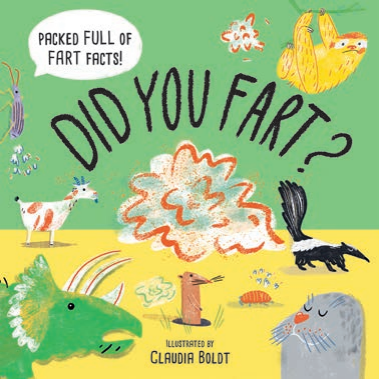 PACKED FULL OF
FART FACTS!
DID YOU FART?
ILLUSTRATED BY
CLAUDIA BOLDT